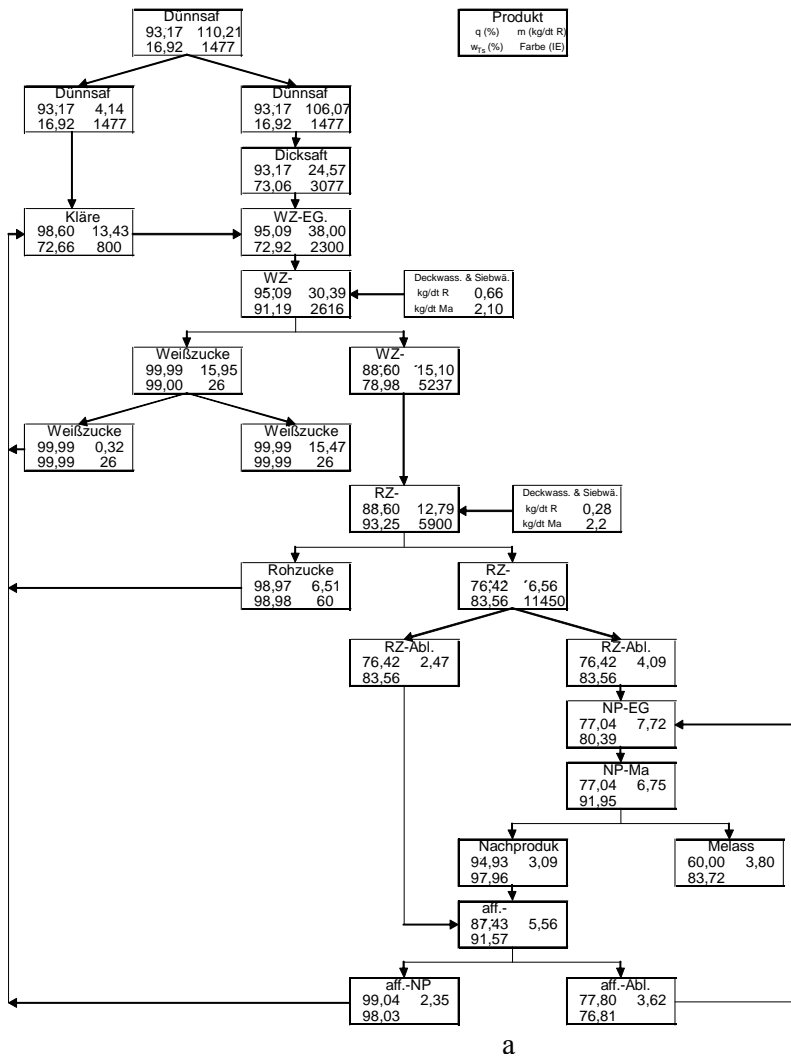 Dünnsaf
93,17 110,21
16,92 1477
Produkt
q (%) m (kg/dt R)
wTs (%) Farbe (IE)
Dünnsaf
93,17 4,14
16,92 1477
Dünnsaf
93,17 106,07
16,92 1477
Dicksaft
93,17 24,57
73,06 3077
Kläre
98,60 13,43
72,66 800
WZ-EG.
95,09 38,00
72,92 2300
WZ-
95,09 30,39
91,19 2616
Deckwass. & Siebwä.
kg/dt R 0,66
kg/dt Ma 2,10
Weißzucke
99,99 15,95
99,00 26
WZ-
88,60 15,10
78,98 5237
Weißzucke
99,99 0,32
99,99 26
Weißzucke
99,99 15,47
99,99 26
RZ-
88,60 12,79
93,25 5900
Deckwass. & Siebwä.
kg/dt R 0,28
kg/dt Ma 2,2
Rohzucke
98,97 6,51
98,98 60
RZ-
76,42 6,56
83,56 11450
RZ-Abl.
76,42 2,47
83,56
RZ-Abl.
76,42 4,09
83,56
NP-EG
77,04 7,72
80,39
NP-Ma
77,04 6,75
91,95
Nachproduk
94,93 3,09
97,96
Melass
60,00 3,80
83,72
aff.-
87,43 5,56
91,57
aff.-NP
99,04 2,35
98,03
aff.-Abl.
77,80 3,62
76,81
a